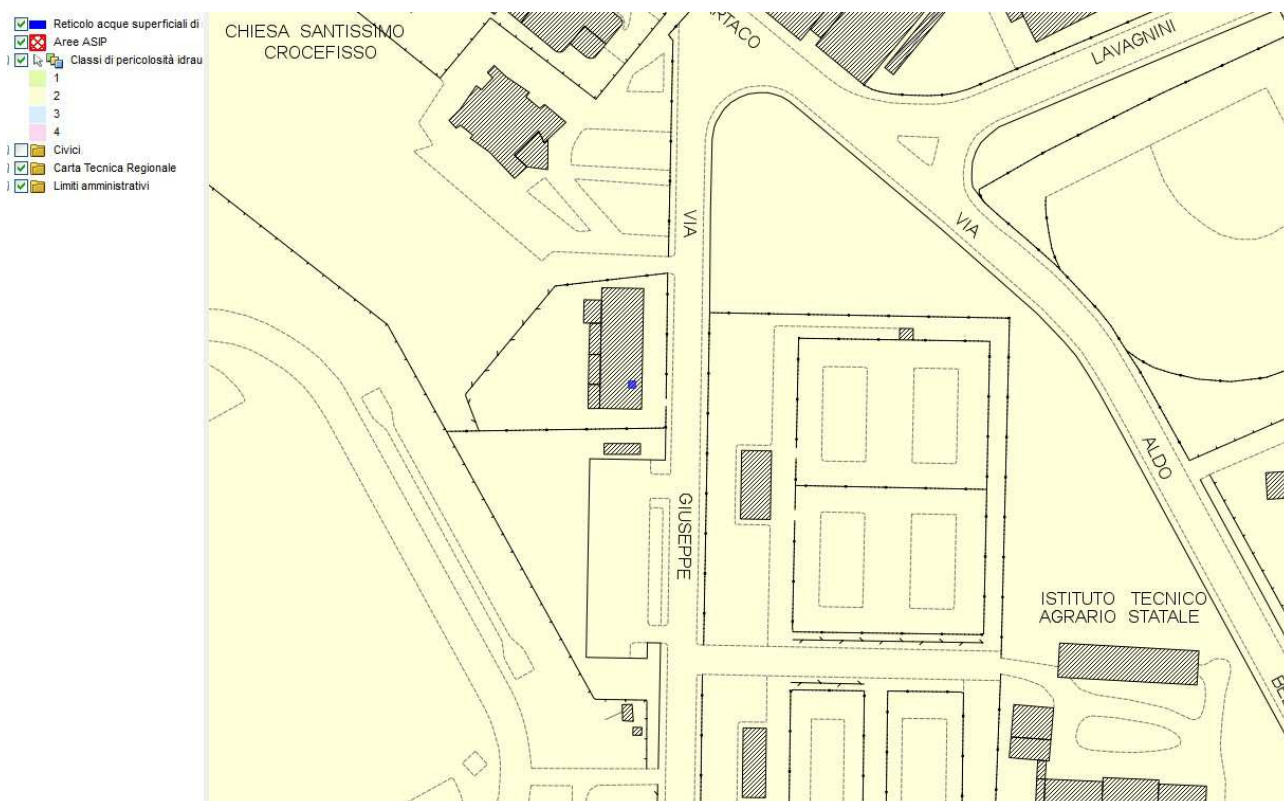 Reticolo acque superficiali di
Aree ASIP
Classi di pericolosità idrau
1
2
3
4
Civici
Carta Tecnica Regionale
Limiti amministrativi
CHIESA SANTISSIMO
CROCEFISSO
RTACO
LAVAGNINI
VIA
VIA
ALDO
GIUSEPPE
ISTITUTO TECNICO
AGRARIO STATALE